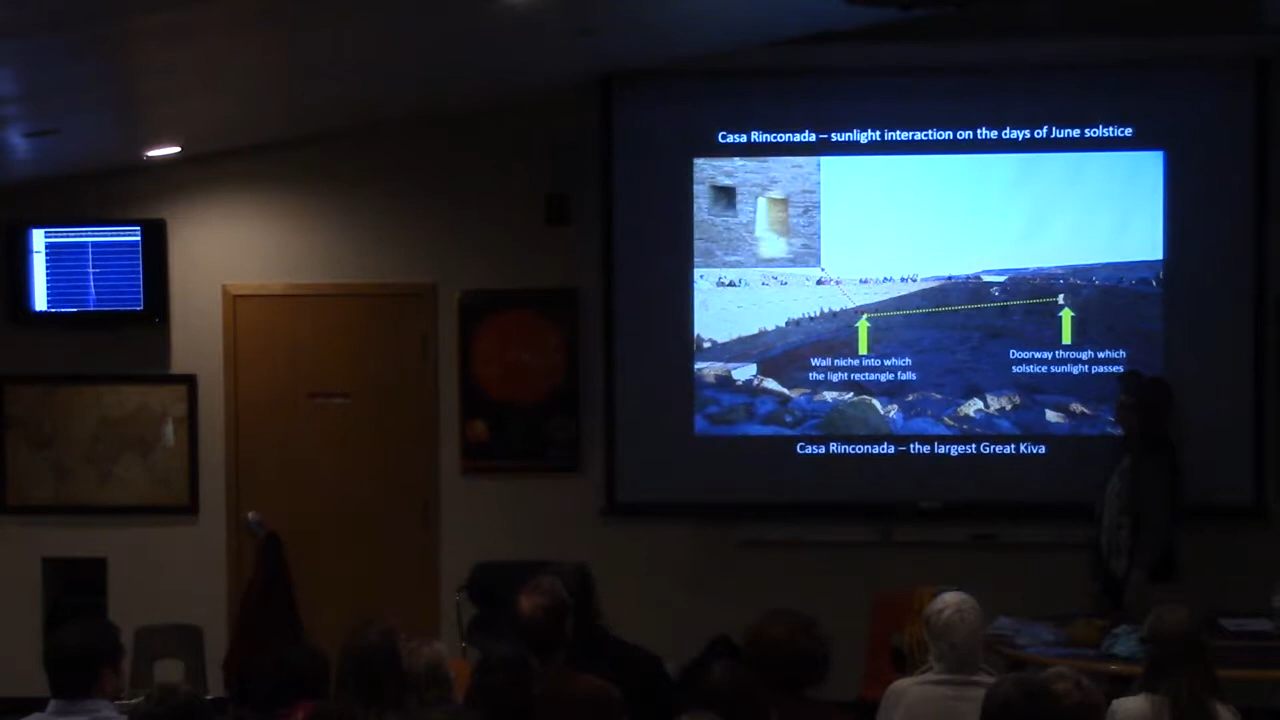 Casa Rinconada – sunlight interaction on the days of June solstice
Wall niche into which
the light rectangle falls
Doorway through which
solstice sunlight passes
Casa Rinconada – the largest Great Kiva